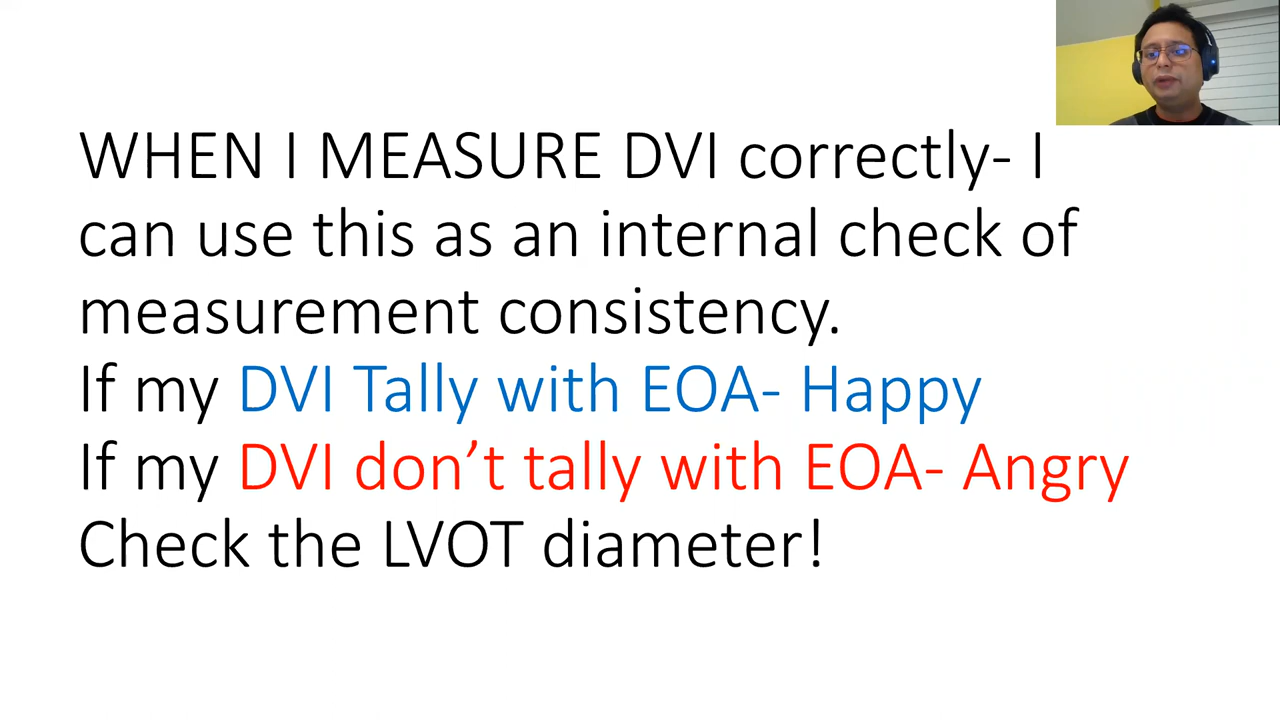 WHEN I MEASURE DVI correctly- I
can use this as an internal check of
measurement consistency.
If my DVI Tally with EOA- Happy
If my DVI don’t tally with EOA- Angry
Check the LVOT diameter!